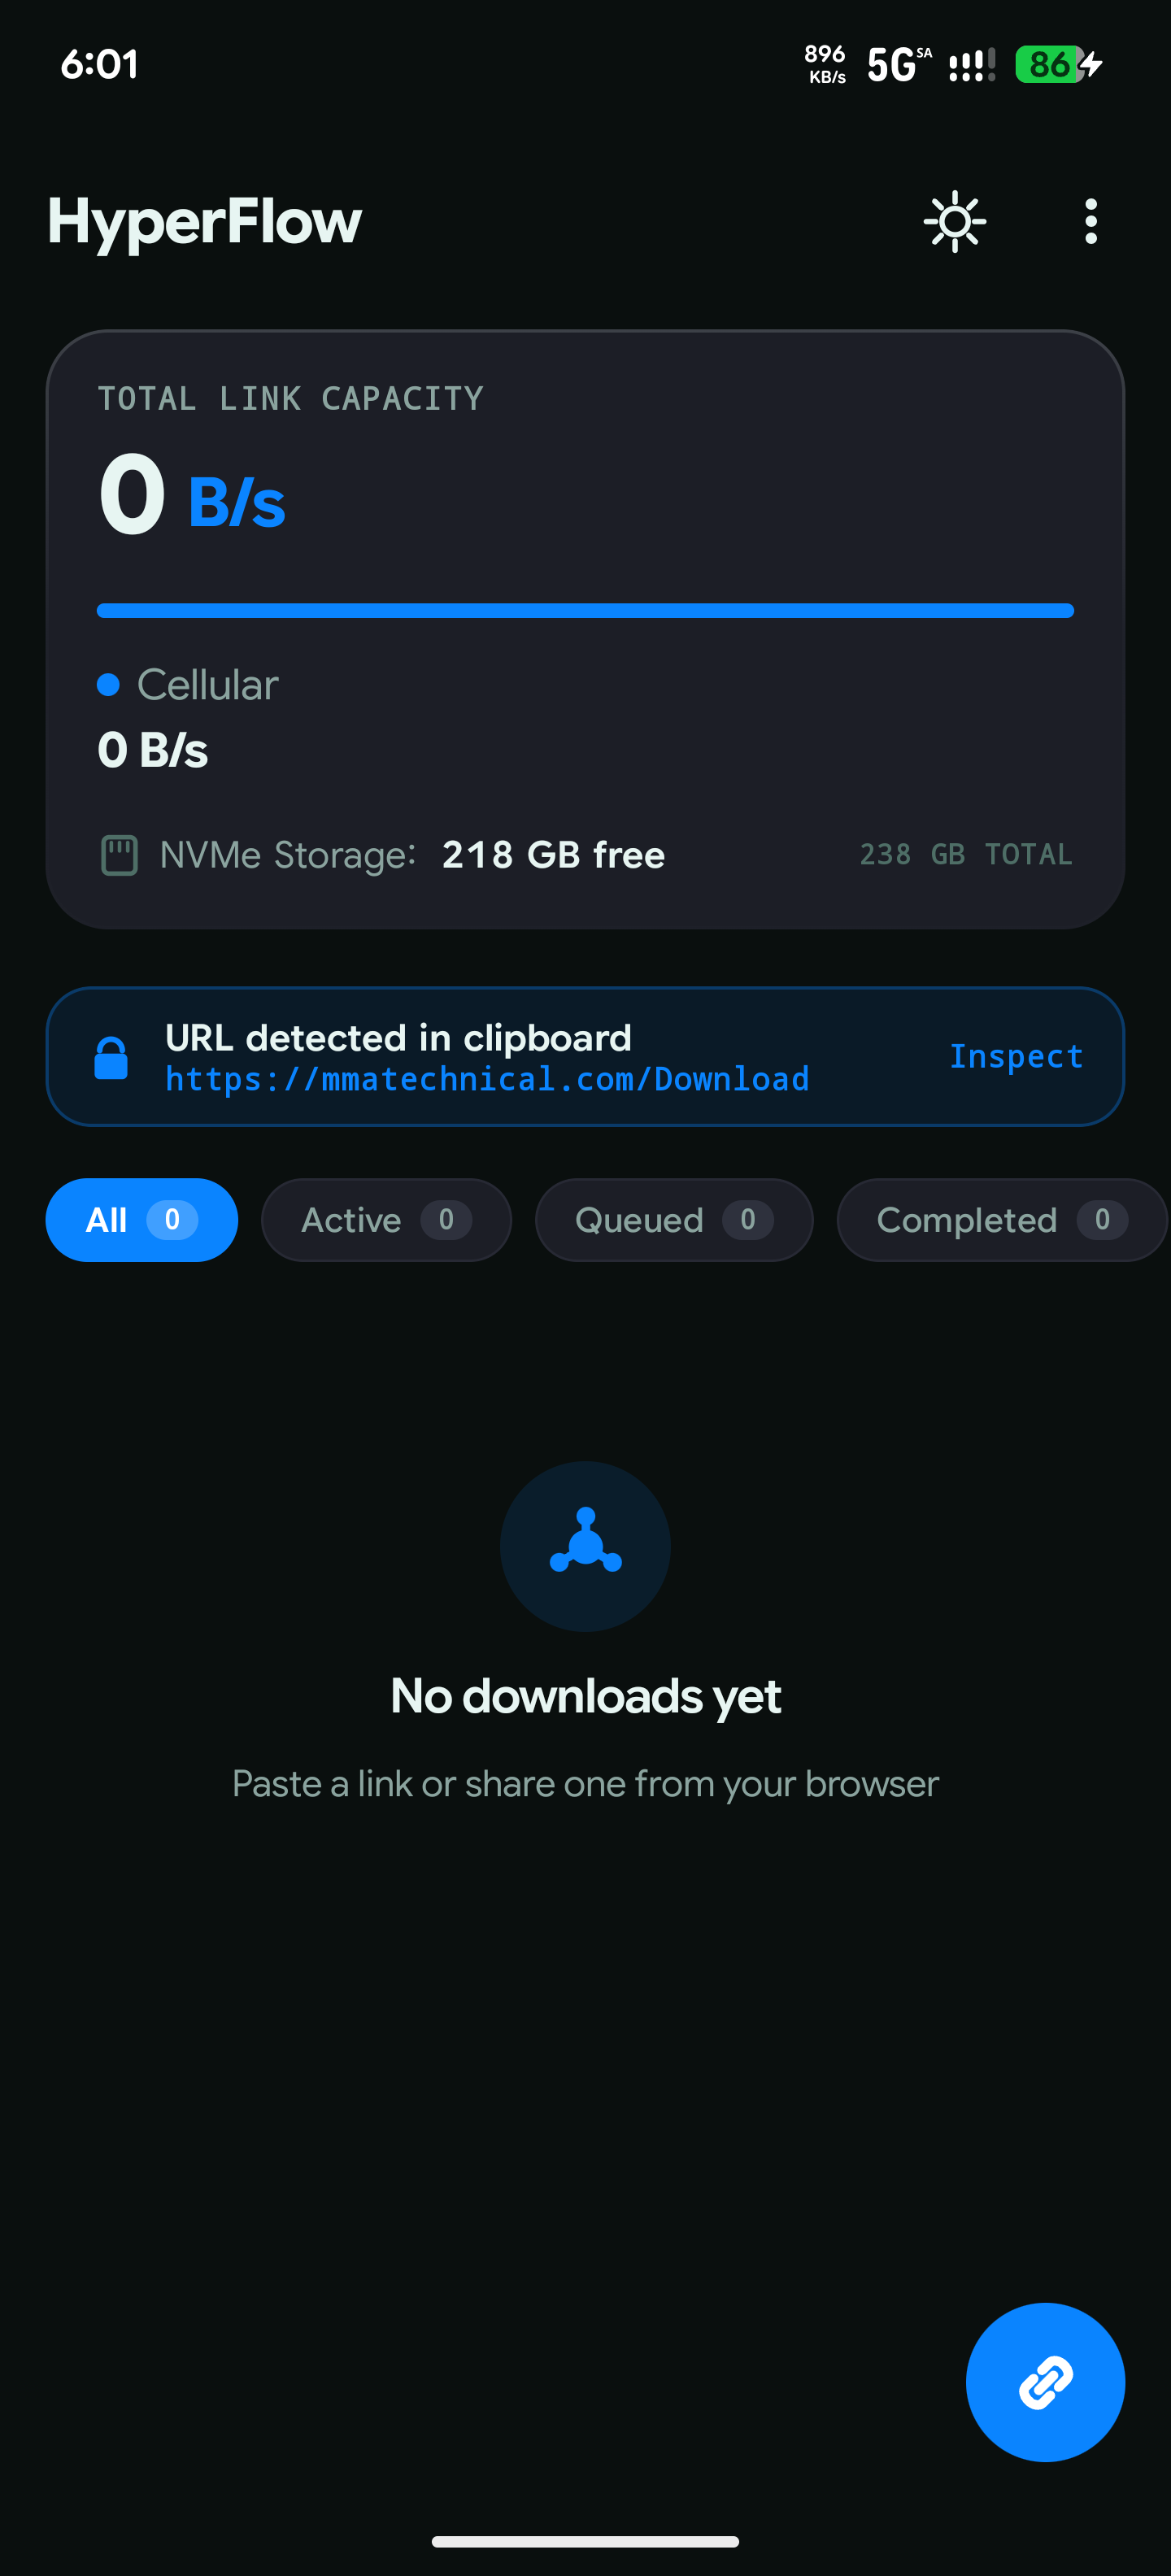 6:01
896
KB/s
5G SA
86
HyperFlow
TOTAL LINK CAPACITY
0 B/s
Cellular
0 B/s
NVMe Storage: 218 GB free
238 GB TOTAL
URL detected in clipboard
https://mmatechnical.com/Download
Inspect
All 0
Active 0
Queued 0
Completed 0
No downloads yet
Paste a link or share one from your browser